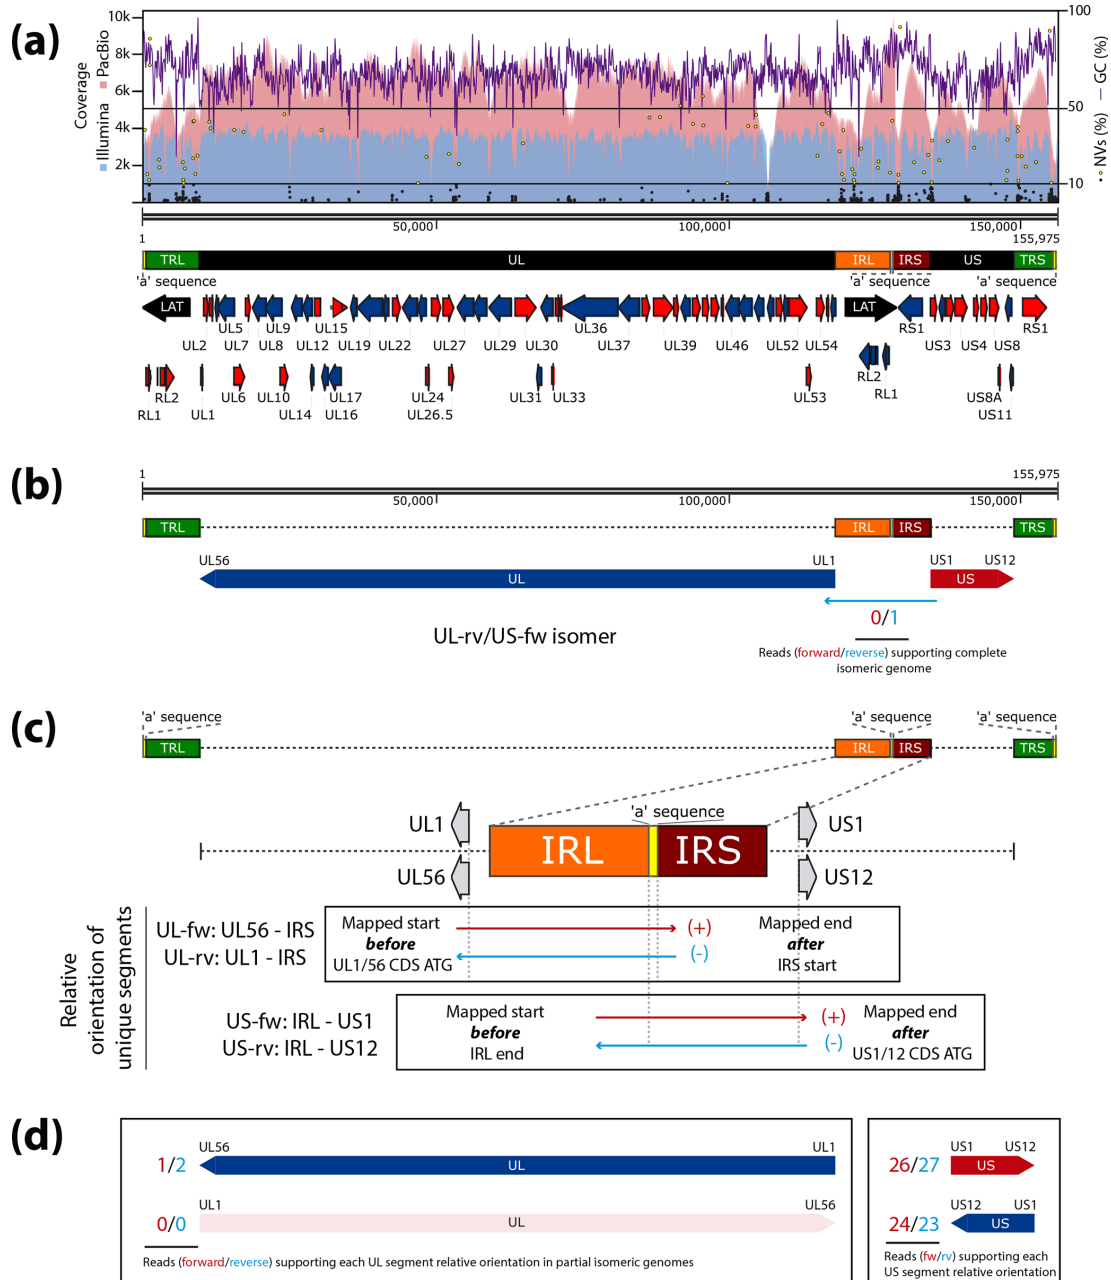 (a)
10k
8k
6k
4k
2k
Coverage
Illumina
PacBio
100
50
10
NVs (%)
GC (%)
50,000
100,000
150,000
1
155,975
TRL
UL
IRL
IRS
US
TRS
'a' sequence
'a' sequence
'a' sequence
LAT
LAT
UL5
UL9
UL15
UL36
RS1
RS1
UL2
UL7
UL8
UL12
UL19
UL22
UL27
UL29
UL30
UL37
UL39
UL46
UL52
UL54
US3
US4
US8
RL2
RL1
RL2
RL1
UL1
UL6
UL10
UL14
UL17
UL16
UL24
UL26.5
UL31
UL33
UL53
US8A
US11
(b)
1
155,975
50,000
100,000
150,000
TRL
IRL
IRS
TRS
UL56
UL1
US1
US12
UL
US
0/1
UL-rv/US-fw isomer
Reads (forward/reverse) supporting complete
isomeric genome
(c)
'a' sequence
'a' sequence
'a' sequence
TRL
IRL
IRS
TRS
'a' sequence
UL1
US1
IRL
IRS
UL56
US12
Relative
orientation of
unique segments
UL-fw: UL56 - IRS
UL-rv: UL1 - IRS
Mapped start
before
UL1/56 CDS ATG
(+)
(-)
Mapped end
after
IRS start
US-fw: IRL - US1
US-rv: IRL - US12
Mapped start
before
IRL end
(+)
(-)
Mapped end
after
US1/12 CDS ATG
(d)
UL56
UL1
1/2
UL
UL1
UL56
0/0
UL
Reads (forward/reverse) supporting each UL segment relative orientation in partial isomeric genomes
US1
US12
26/27
US
US12
US1
24/23
US
Reads (fw/rv) supporting each
US segment relative orientation